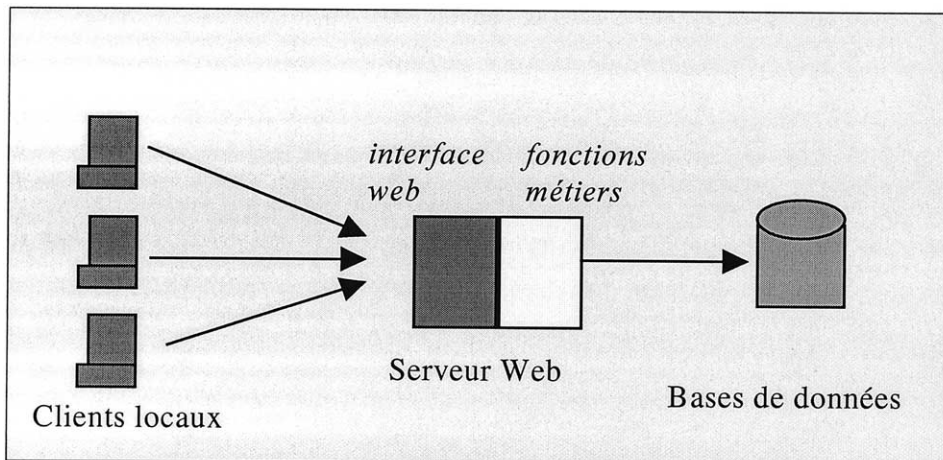 interface
web
fonctions
métiers
Serveur Web
Bases de données
Clients locaux